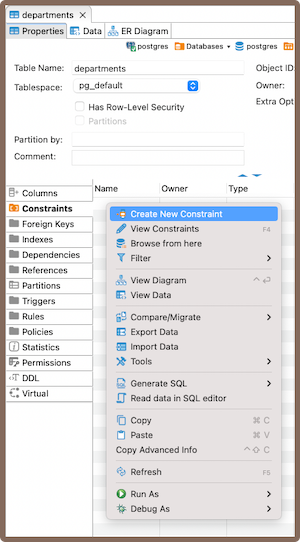 departments
Properties Data ER Diagram
postgres Databases postgres
Table Name: departments Object ID:
Tablespace: pg_default Owner:
Has Row-Level Security Extra Opti
Partitions
Partition by:
Comment:
Columns Name Owner Type
Constraints Create New Constraint
Foreign Keys View Constraints F4
Indexes Browse from here
Dependencies Filter
References View Diagram ^ ⏎
Partitions View Data
Triggers Compare/Migrate
Rules Export Data
Policies Import Data
Statistics Tools
Permissions
DDL Generate SQL
Virtual Read data in SQL editor
Copy ⌘ C
Paste ⌘ V
Copy Advanced Info ^ ⇧ C
Refresh F5
Run As
Debug As